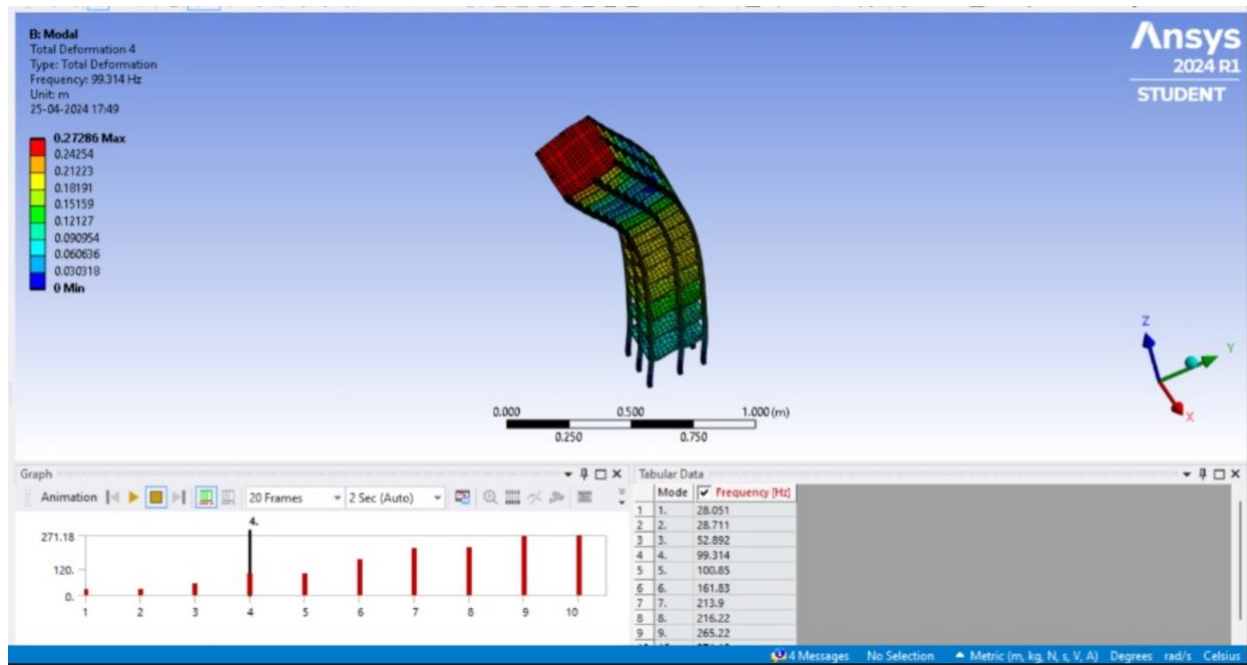 B: Modal
Total Deformation 4
Type: Total Deformation
Frequency: 99.314 Hz
Unit: m
25-04-2024 17:49
0.27286 Max
0.24254
0.21223
0.18191
0.15159
0.12127
0.090954
0.060636
0.030318
0 Min
Ansys
2024 R1
STUDENT
Z
Y
X
0.000 0.500 1.000 (m)
0.250 0.750
Graph
Animation 20 Frames 2 Sec (Auto)
4.
271.18
120.
0.
1 2 3 4 5 6 7 8 9 10
Tabular Data
Mode Frequency [Hz]
1 1. 28.051
2 2. 28.711
3 3. 52.892
4 4. 99.314
5 5. 100.85
6 6. 161.83
7 7. 213.9
8 8. 216.22
9 9. 265.22
4 Messages No Selection Metric (m, kg, N, s, V, A) Degrees rad/s Celsius